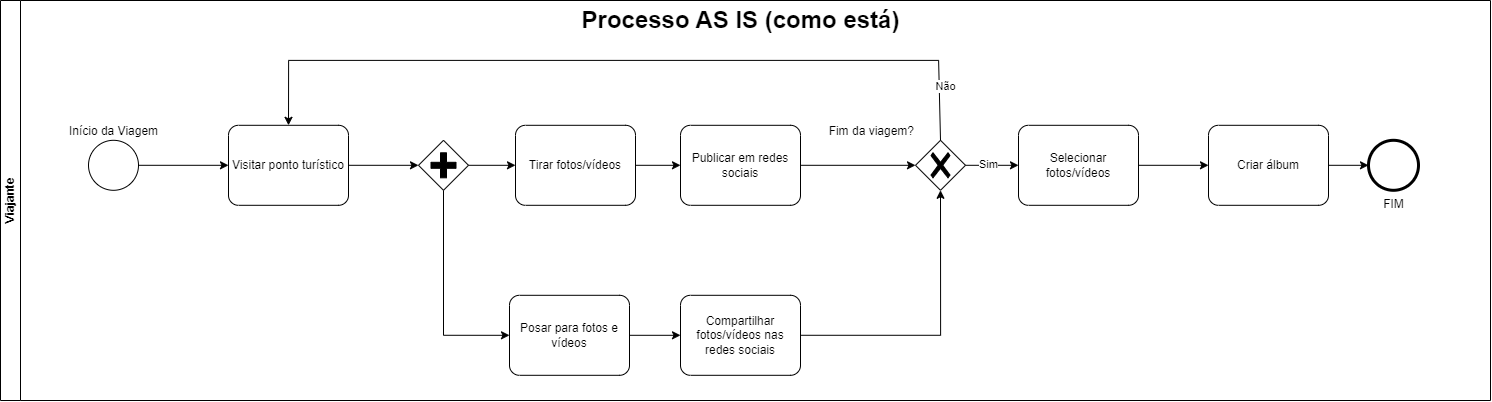 Processo AS IS (como está)
Viajante
Início da Viagem
Visitar ponto turístico
Tirar fotos/vídeos
Publicar em redes
sociais
Fim da viagem?
Não
Sim
Selecionar
fotos/vídeos
Criar álbum
FIM
Posar para fotos e
vídeos
Compartilhar
fotos/vídeos nas
redes sociais